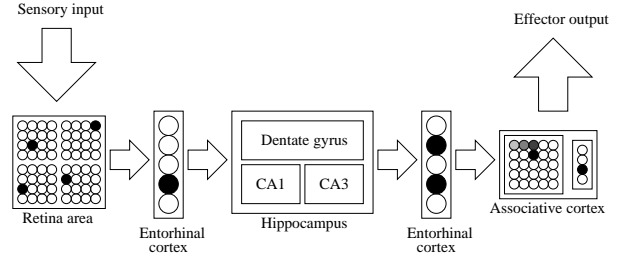 Sensory input
Effector output
Dentate gyrus
CA1
CA3
Retina area
Hippocampus
Associative cortex
Entorhinal
cortex
Entorhinal
cortex